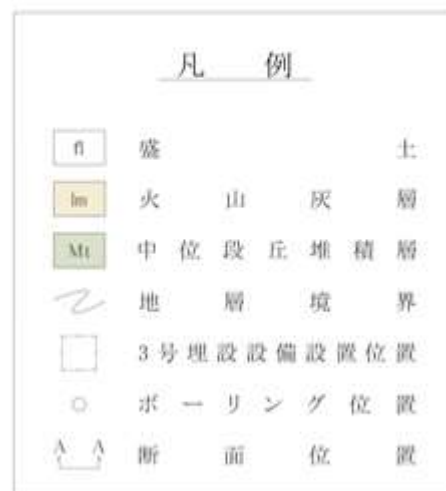 凡例
fl 盛土
lm 火山灰層
Mt 中位段丘堆積層
地層境界
3号埋設設備設置位置
ボーリング位置
A A 断面位置